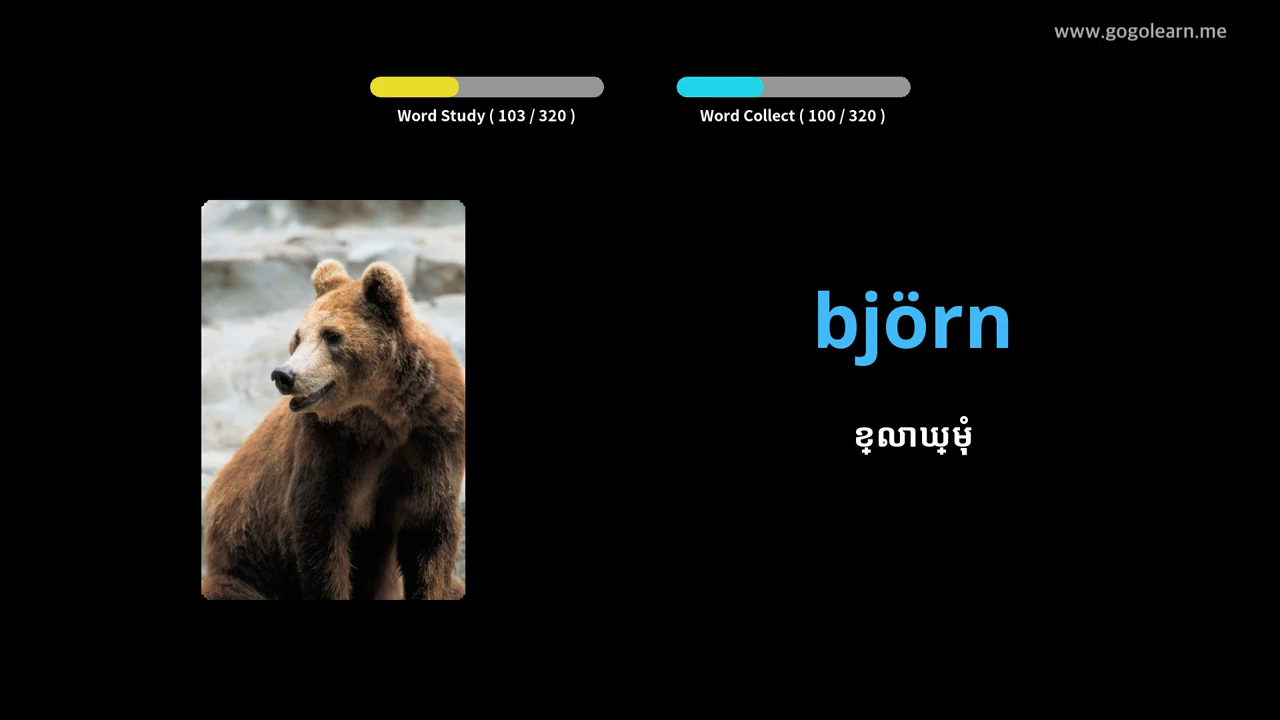 www.gogolearn.me
Word Study ( 103 / 320 )
Word Collect ( 100 / 320 )
björn
ខ្លាឃ្មុំ